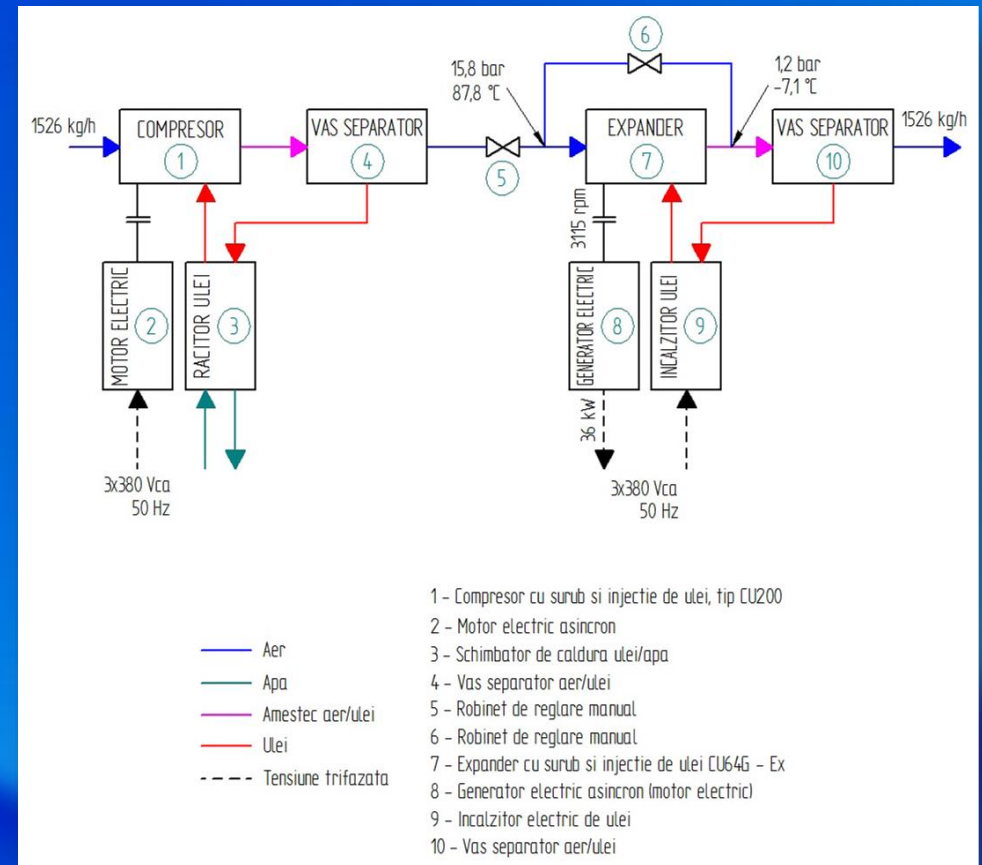 6
15,8 bar
87,8 °C
1,2 bar
-7,1 °C
1526 kg/h
COMPRESOR
1
VAS SEPARATOR
4
5
EXPANDER
7
VAS SEPARATOR
10
1526 kg/h
3115 rpm
MOTOR ELECTRIC
2
RACITOR ULEI
3
GENERATOR ELECTRIC
8
INCALZITOR ULEI
9
36 kW
3x380 Vca
50 Hz
3x380 Vca
50 Hz
Aer
Apa
Amestec aer/ulei
Ulei
Tensiune trifazata
1 - Compresor cu surub si injectie de ulei, tip CU200
2 - Motor electric asincron
3 - Schimbator de caldura ulei/apa
4 - Vas separator aer/ulei
5 - Robinet de reglare manual
6 - Robinet de reglare manual
7 - Expander cu surub si injectie de ulei CU64G - Ex
8 - Generator electric asincron (motor electric)
9 - Incalzitor electric de ulei
10 - Vas separator aer/ulei